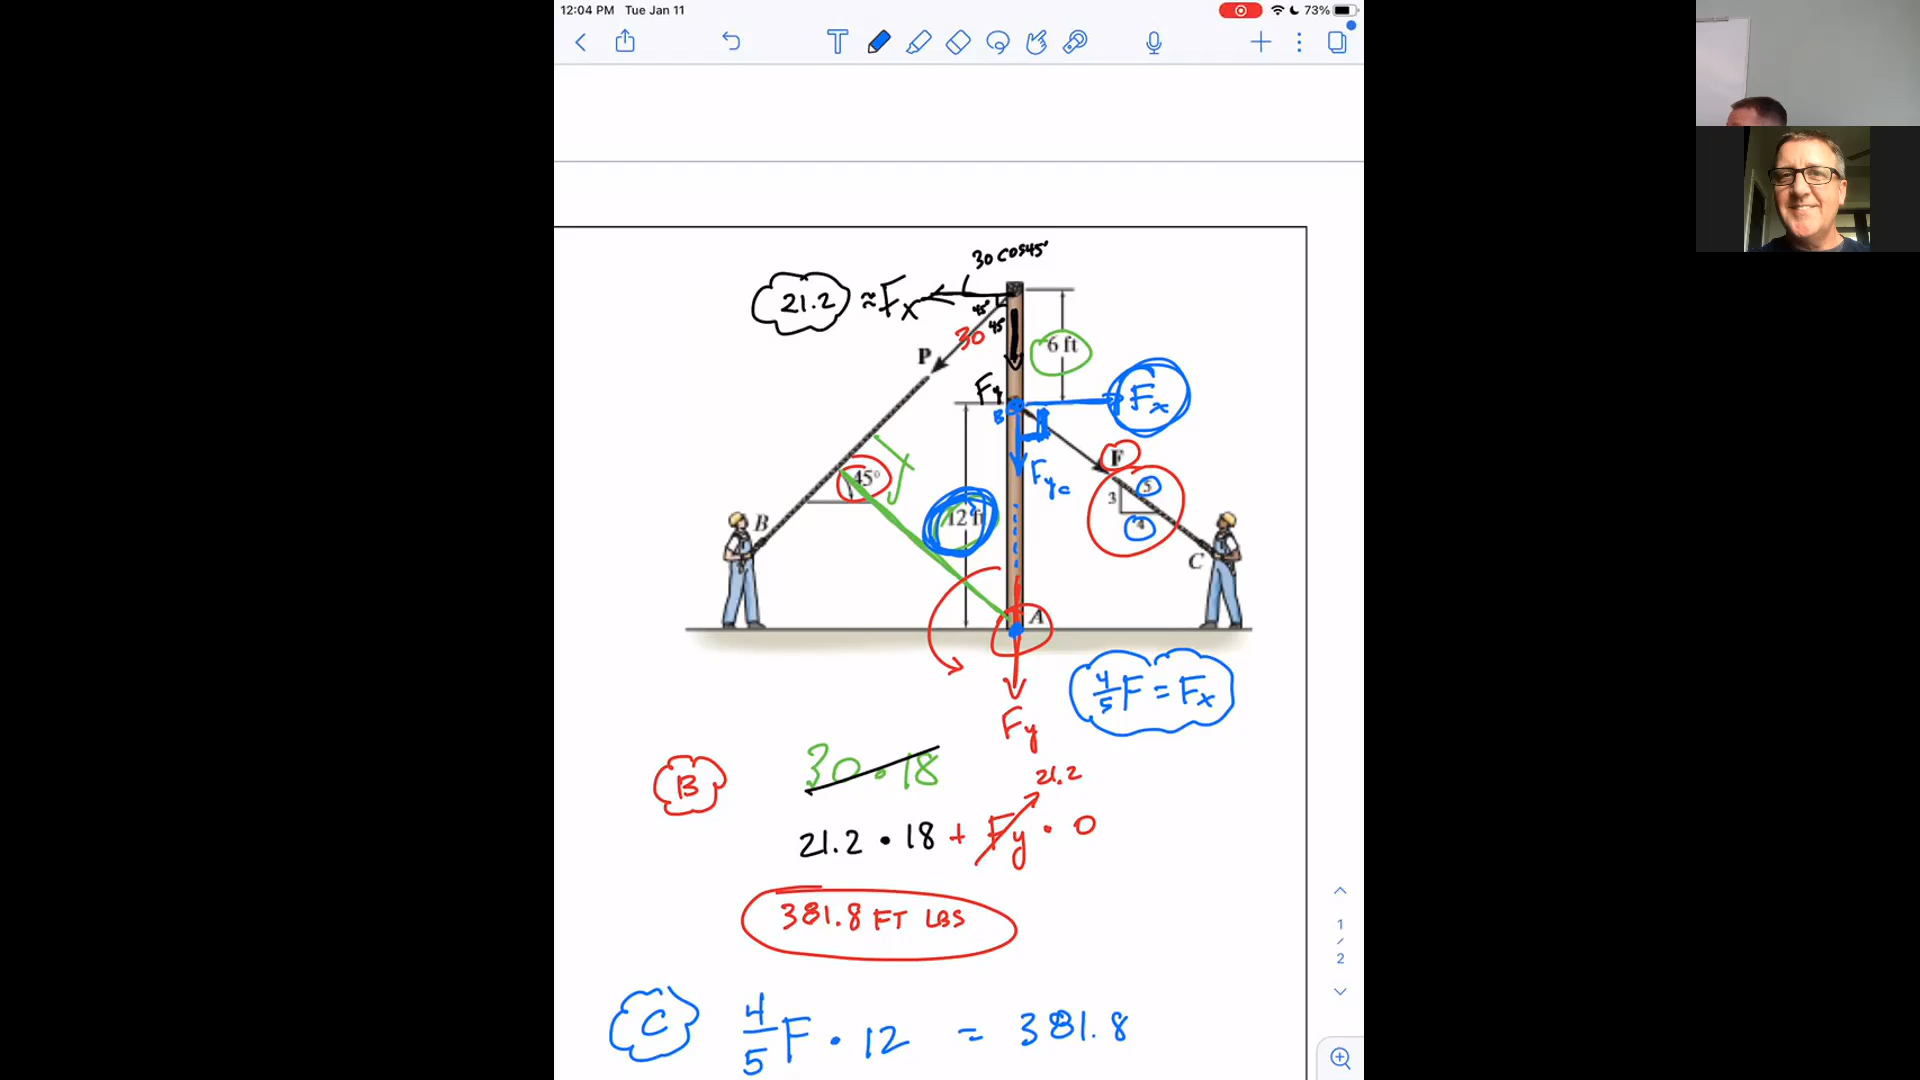 12:04 PM Tue Jan 11
73%
T
30 cos45°
21.2 ≈ Fx
45°
45°
30
6 ft
P
Fy
Fx
B
F
Fyc
45°
3
5
4
12 ft
B
C
A
4/5 F = Fx
Fy
B
30 · 18
21.2
21.2 · 18 + Fy · 0
381.8 FT LBS
1
/
2
C
4/5 F · 12 = 381.8